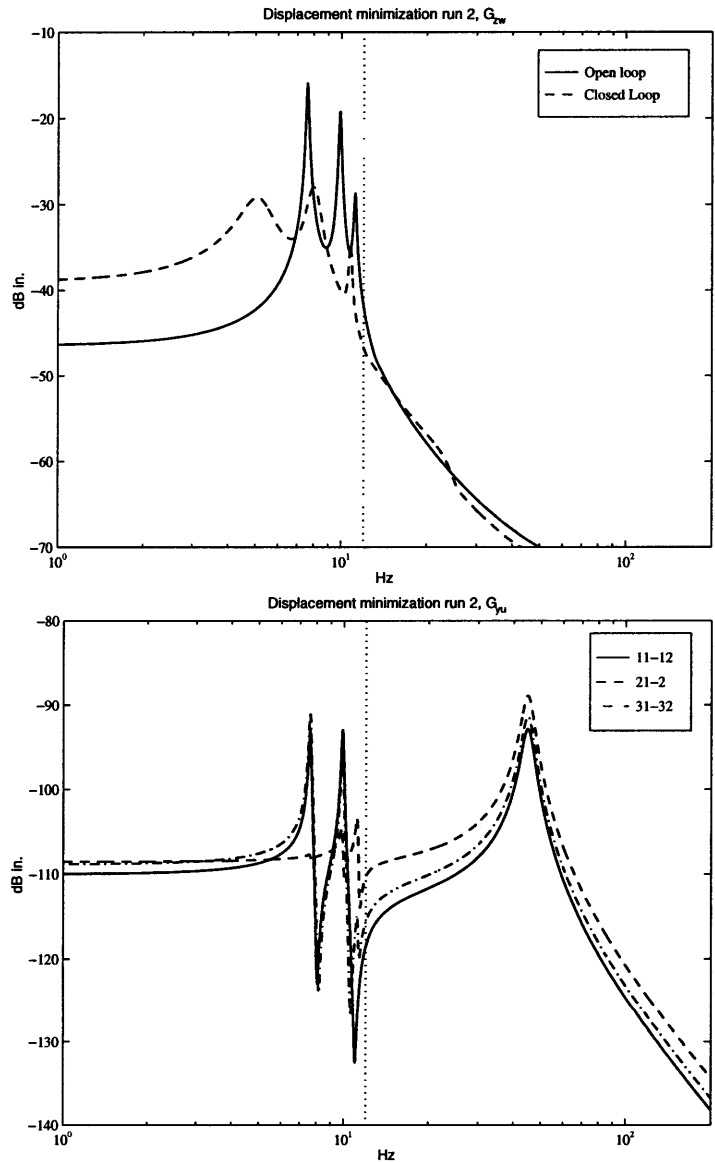 Displacement minimization run 2, G_zw
-10
-20
-30
-40
-50
-60
-70
dB in.
Open loop
Closed Loop
10^0
10^1
10^2
Hz
Displacement minimization run 2, G_yu
-80
-90
-100
-110
-120
-130
-140
dB in.
11-12
21-2
31-32
10^0
10^1
10^2
Hz